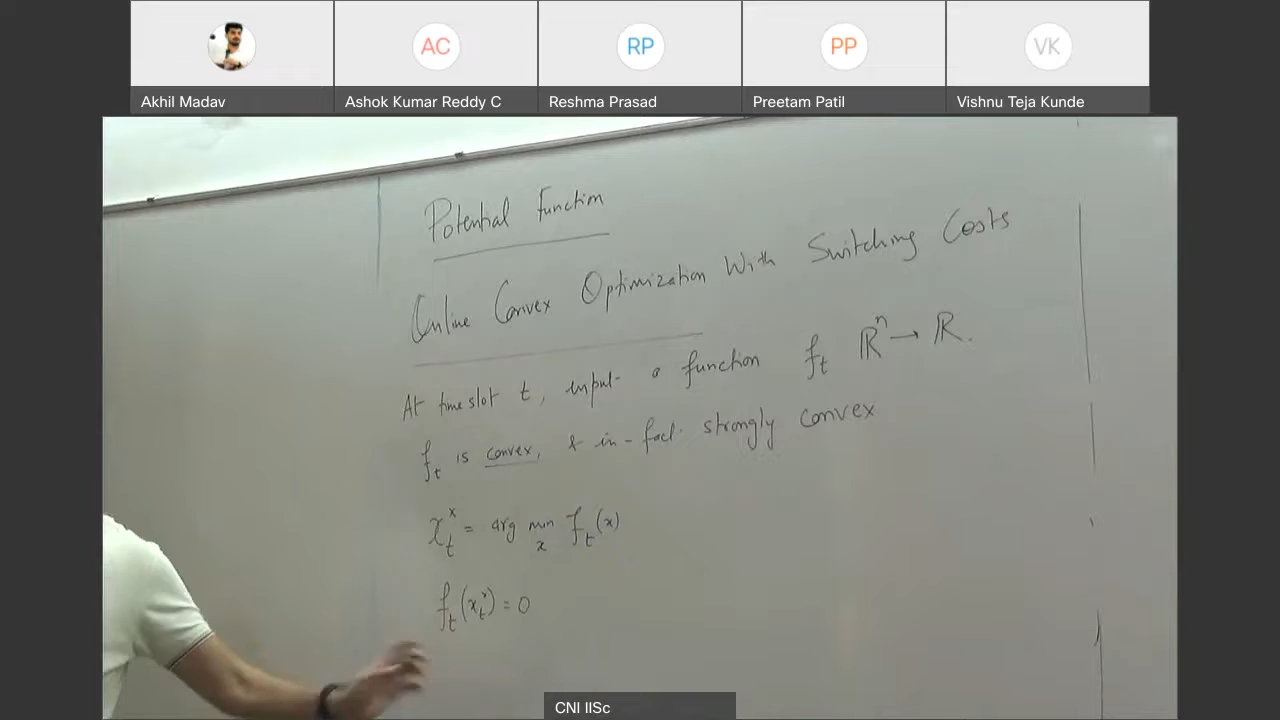 AC
RP
PP
VK
Akhil Madav
Ashok Kumar Reddy C
Reshma Prasad
Preetam Patil
Vishnu Teja Kunde
Potential Function
Online Convex Optimization With Switching Costs
At time slot t, input a function f_t ℝ^n → ℝ.
f_t is convex, & in-fact strongly convex
x_t^* = arg min_x f_t(x)
f_t(x_t^*) = 0
CNI IISc